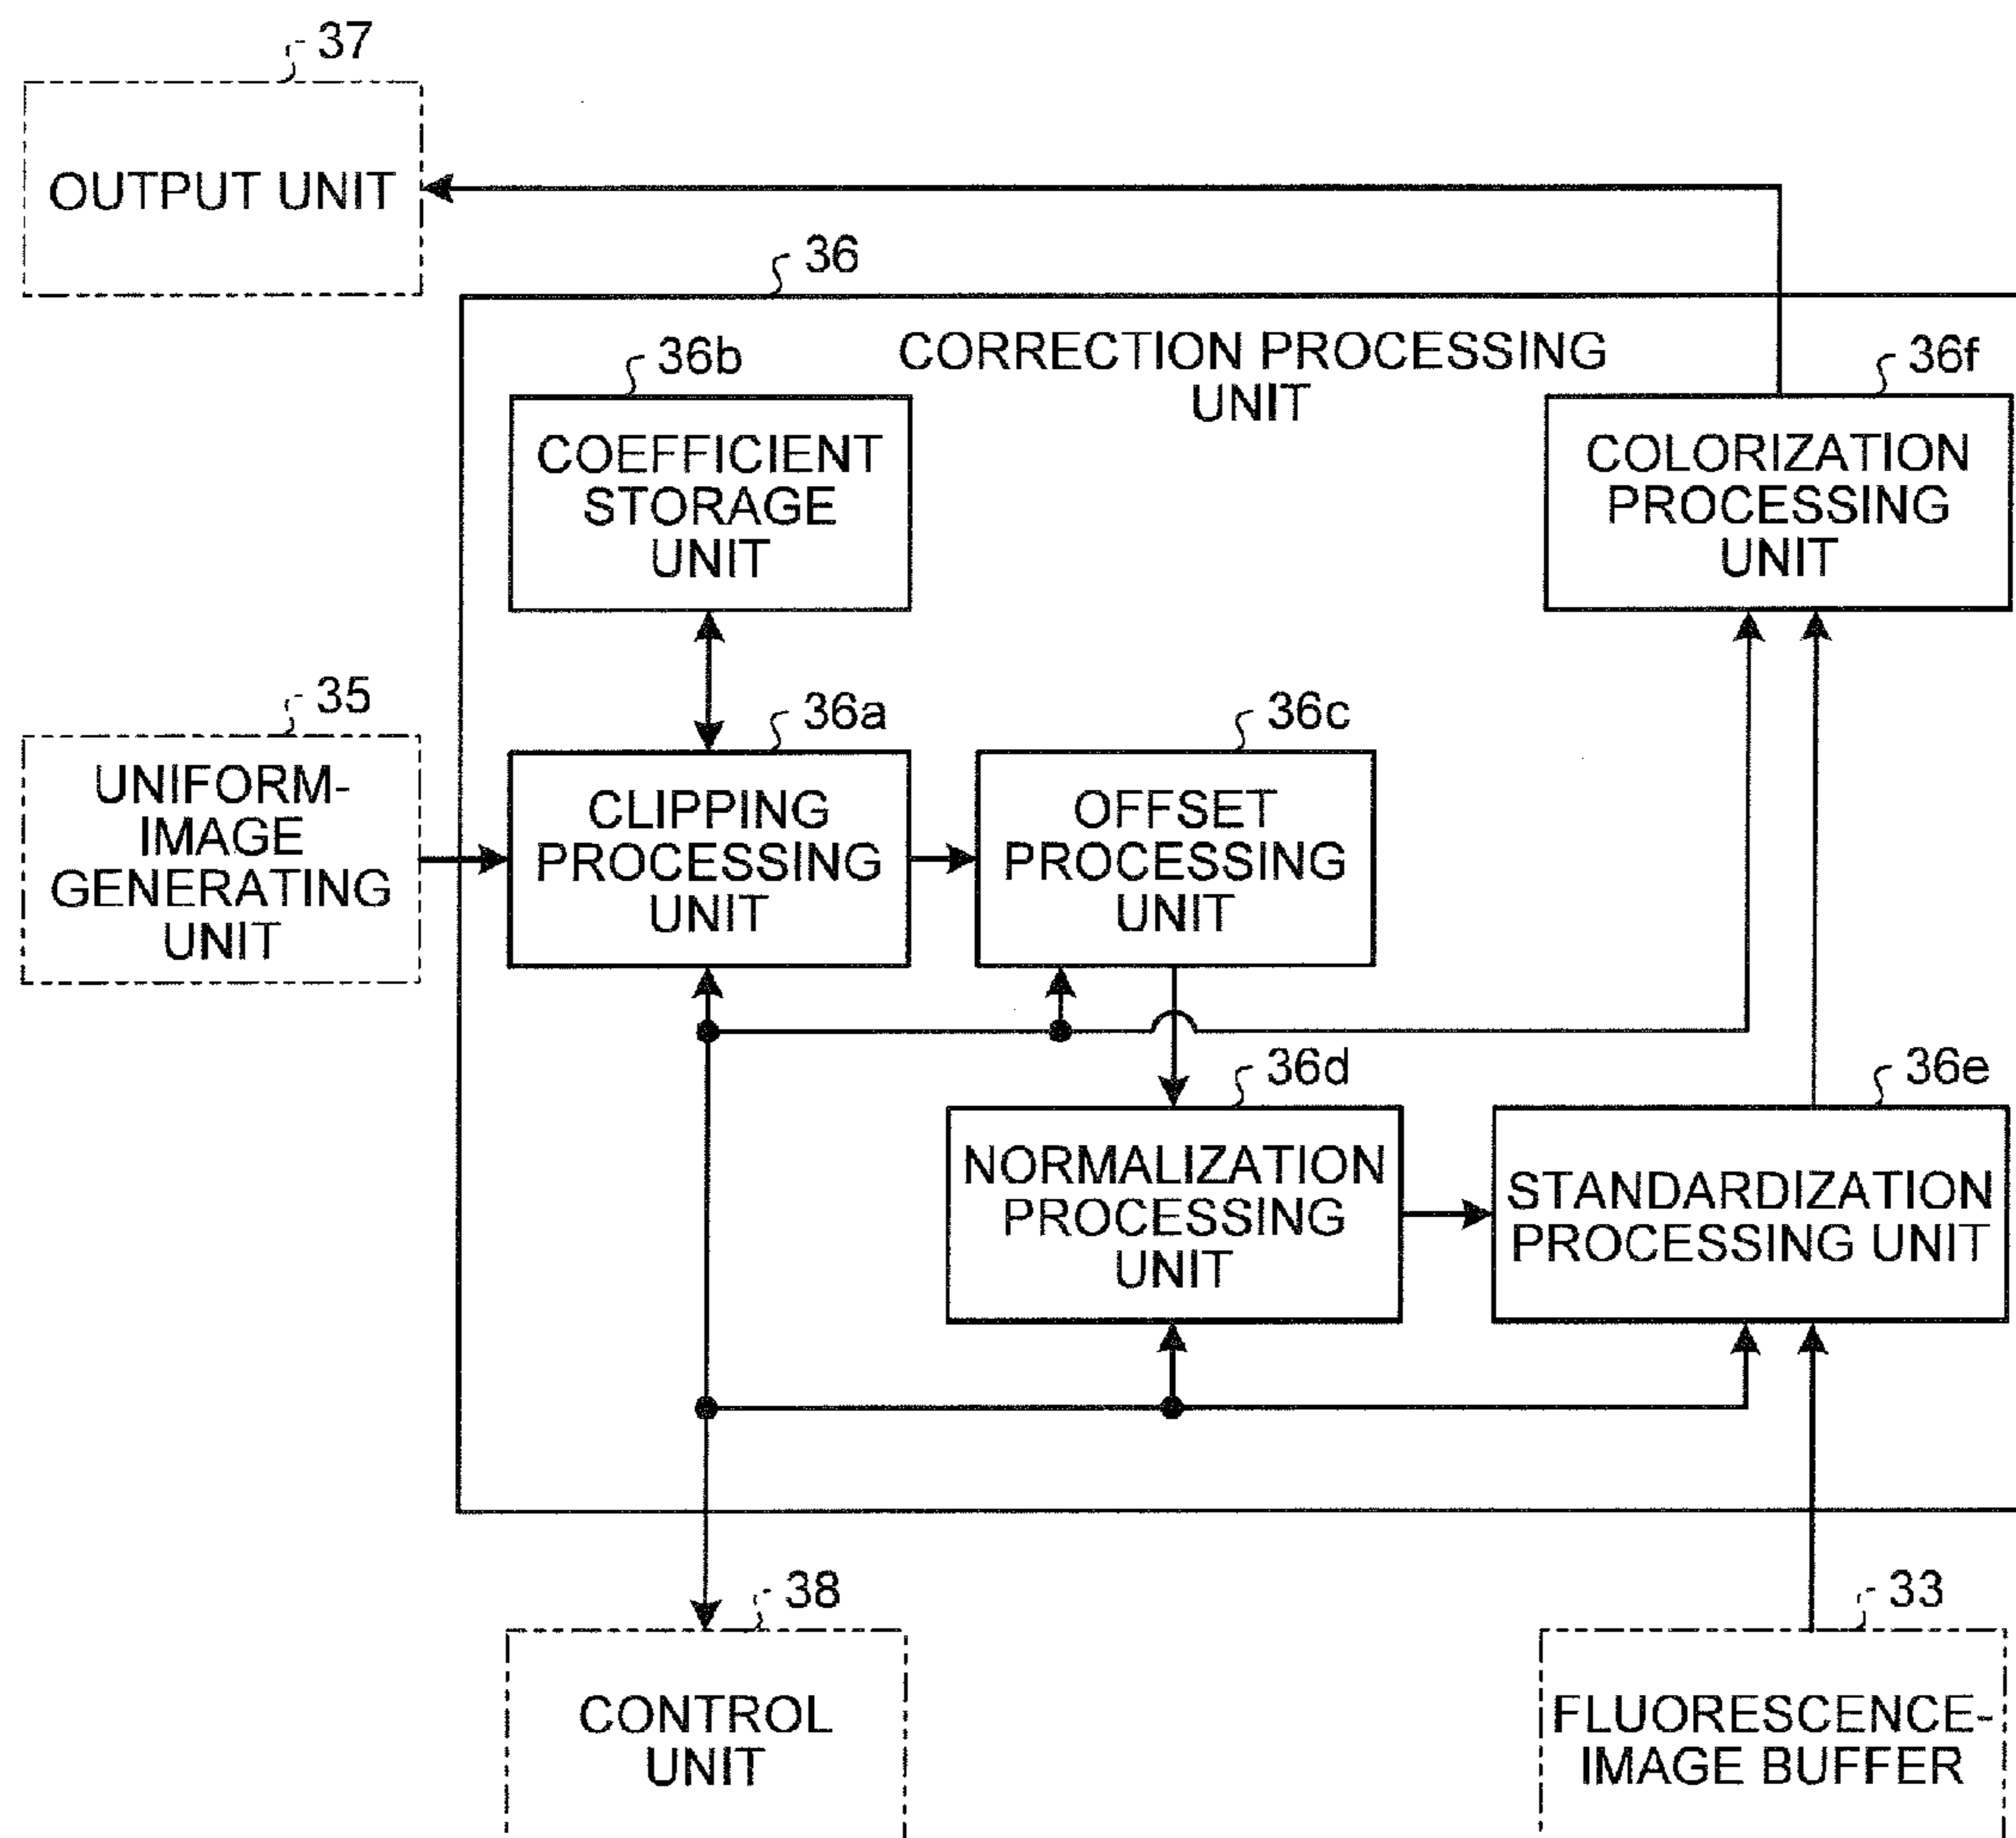 37
OUTPUT UNIT
36
CORRECTION PROCESSING
UNIT
36b
COEFFICIENT
STORAGE
UNIT
36f
COLORIZATION
PROCESSING
UNIT
35
UNIFORM-
IMAGE
GENERATING
UNIT
36a
CLIPPING
PROCESSING
UNIT
36c
OFFSET
PROCESSING
UNIT
36d
NORMALIZATION
PROCESSING
UNIT
36e
STANDARDIZATION
PROCESSING UNIT
38
CONTROL
UNIT
33
FLUORESCENCE-
IMAGE BUFFER